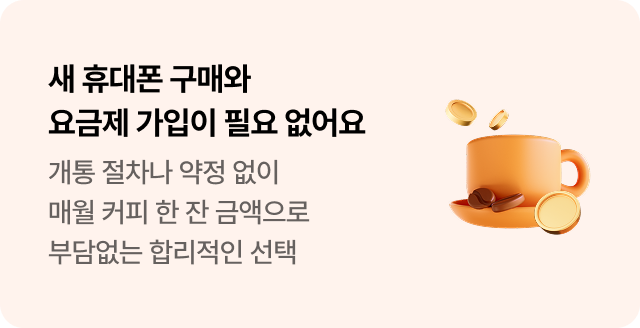 새 휴대폰 구매와
요금제 가입이 필요 없어요
개통 절차나 약정 없이
매월 커피 한 잔 금액으로
부담없는 합리적인 선택